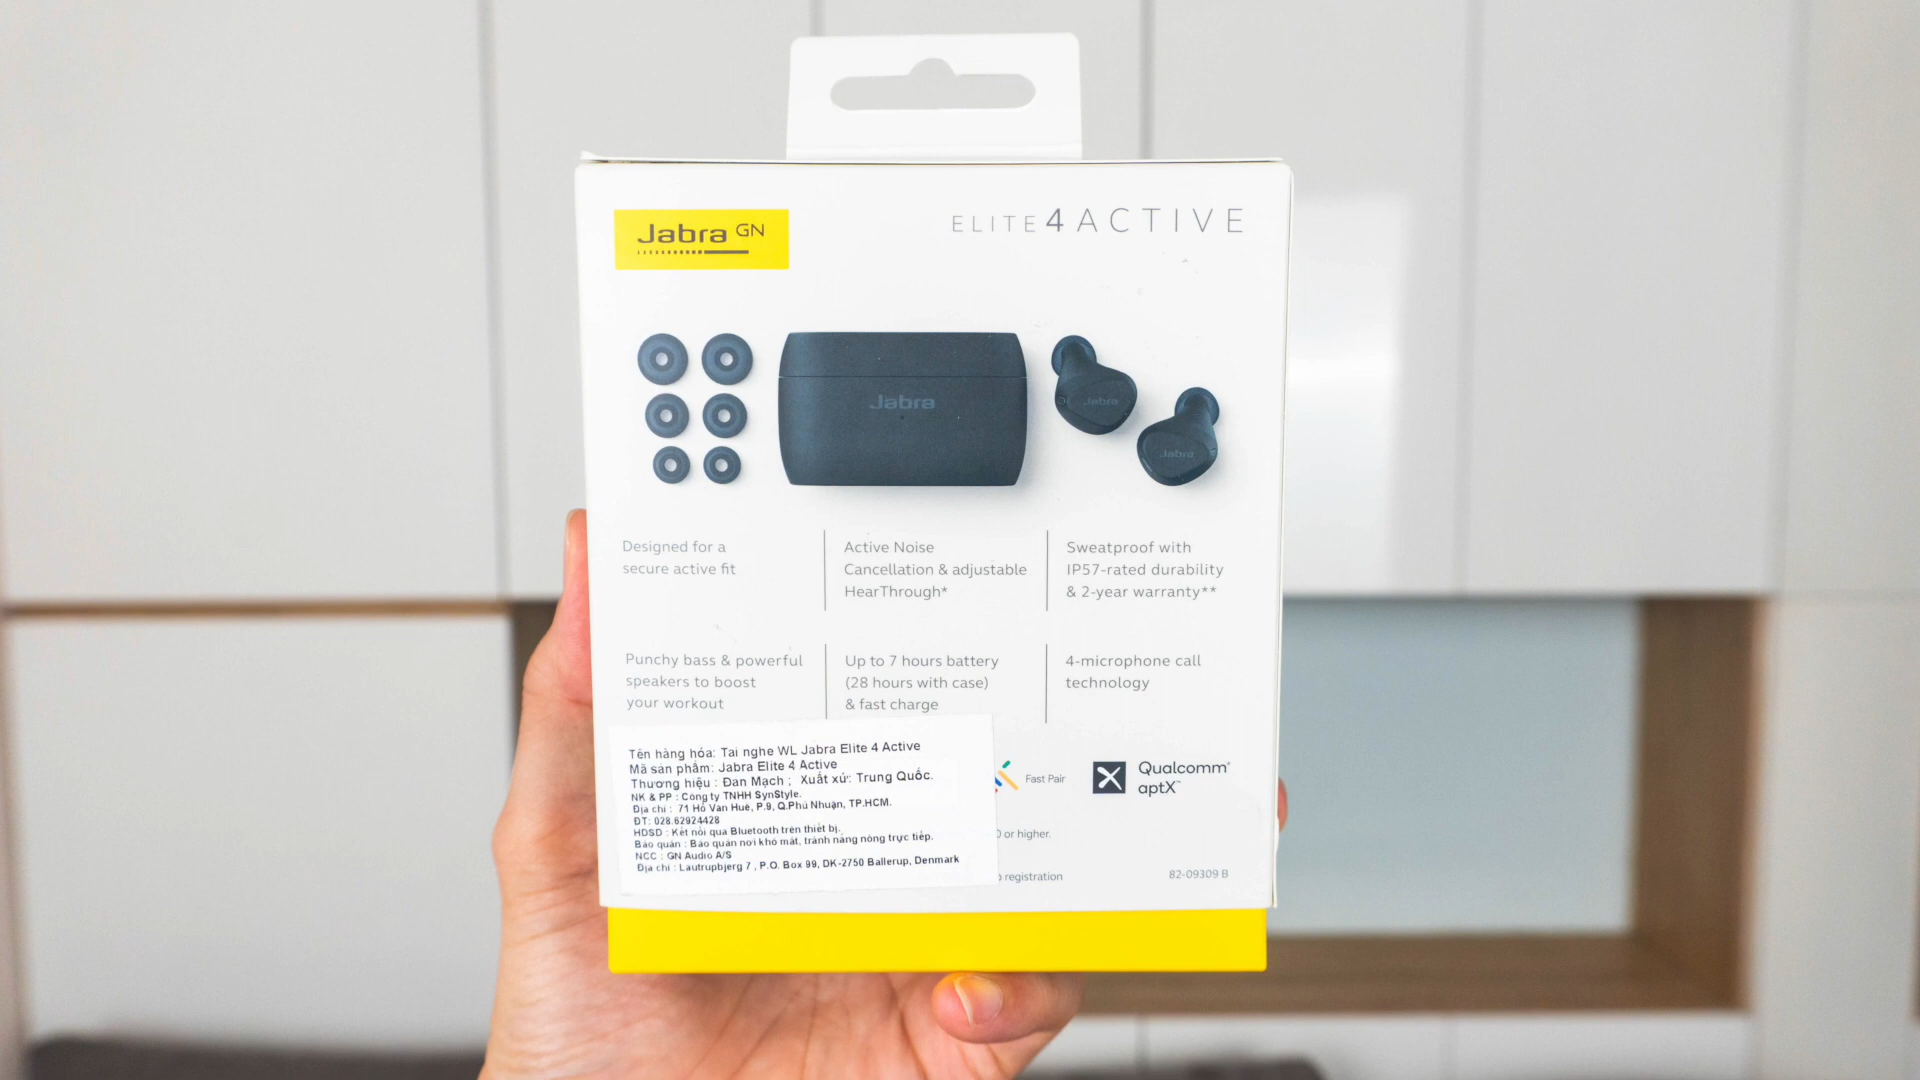 Jabra GN
ELITE 4 ACTIVE
Jabra
Jabra
Jabra
Designed for a
secure active fit
Active Noise
Cancellation & adjustable
HearThrough*
Sweatproof with
IP57-rated durability
& 2-year warranty**
Punchy bass & powerful
speakers to boost
your workout
Up to 7 hours battery
(28 hours with case)
& fast charge
4-microphone call
technology
Tên hàng hóa: Tai nghe WL Jabra Elite 4 Active
Mã sản phẩm: Jabra Elite 4 Active
Thương hiệu : Đan Mạch ; Xuất xứ: Trung Quốc.
NK & PP : Công ty TNHH SynStyle.
Địa chỉ : 71 Hồ Văn Huê, P.9, Q.Phú Nhuận, TP.HCM.
ĐT: 028.62924428
HDSD : Kết nối qua Bluetooth trên thiết bị.
Bảo quản : Bảo quản nơi khô mát, tránh nắng nóng trực tiếp.
NCC : GN Audio A/S
Địa chỉ : Lautrupbjerg 7 , P.O. Box 99, DK-2750 Ballerup, Denmark
Fast Pair
Qualcomm®
aptX™
or higher.
registration
82-09309 B